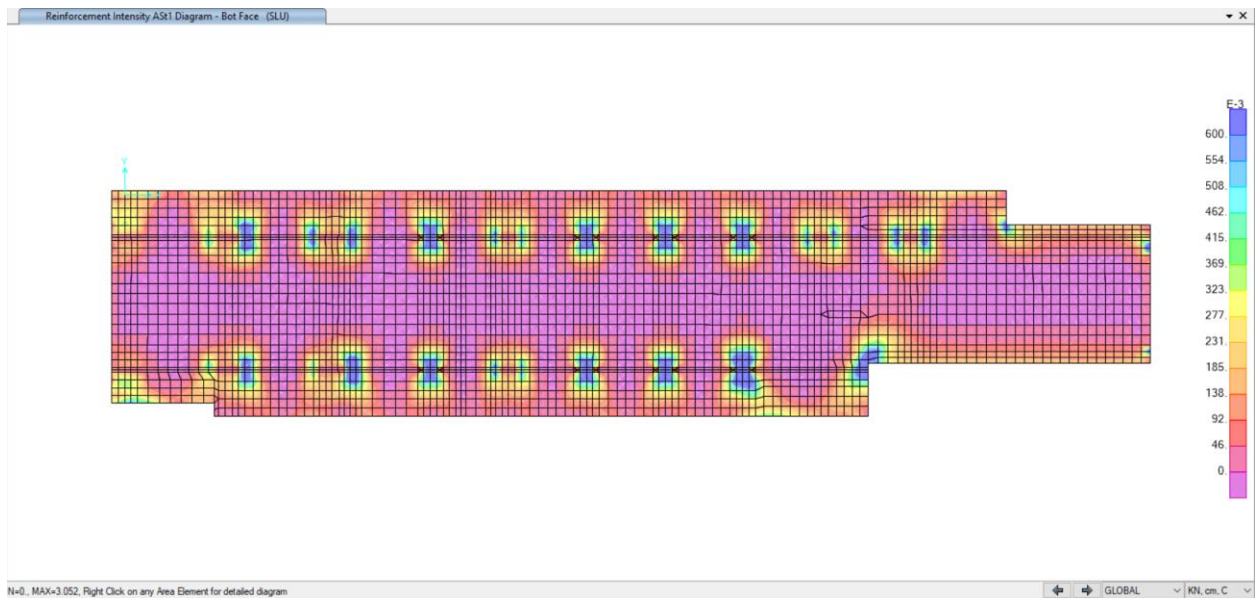 Reinforcement Intensity ASt1 Diagram - Bot Face (SLU)
Y
E-3
600.
554.
508.
462.
415.
369.
323.
277.
231.
185.
138.
92.
46.
0.
N=0., MAX=3.052, Right Click on any Area Element for detailed diagram
GLOBAL
KN, cm, C